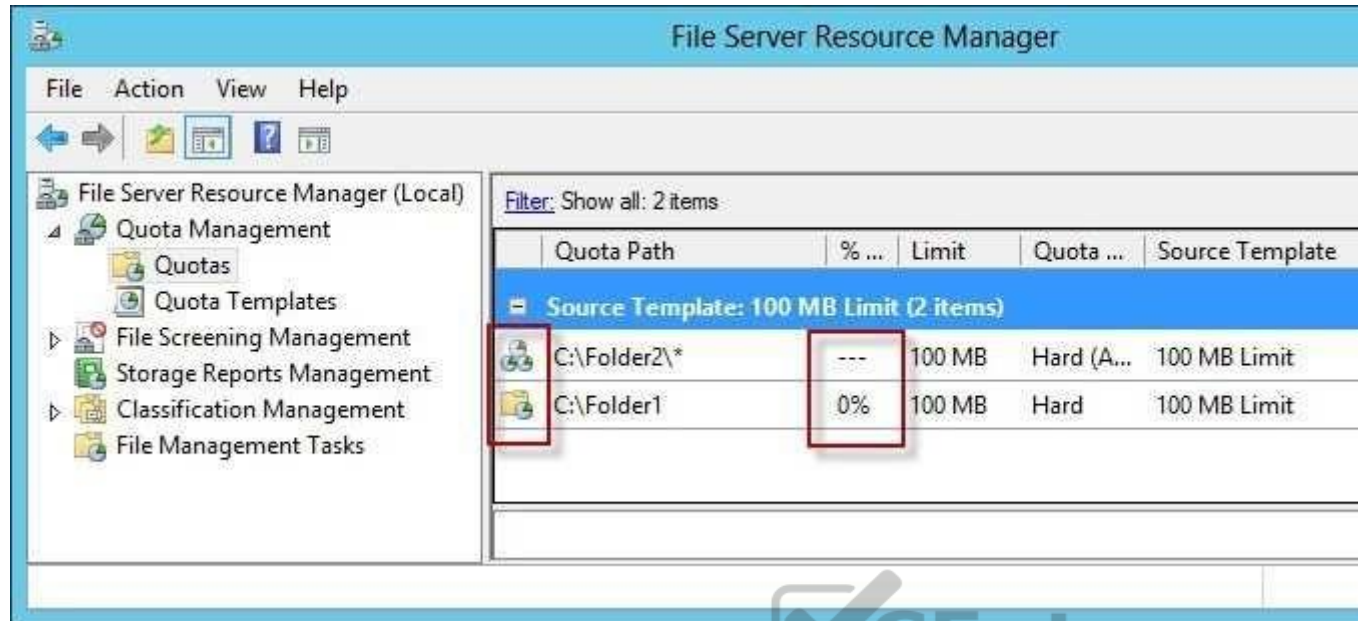 File Server Resource Manager
File Action View Help
File Server Resource Manager (Local)
Quota Management
Quotas
Quota Templates
File Screening Management
Storage Reports Management
Classification Management
File Management Tasks
Filter: Show all: 2 items
Quota Path % ... Limit Quota ... Source Template
Source Template: 100 MB Limit (2 items)
C:\Folder2\* --- 100 MB Hard (A... 100 MB Limit
C:\Folder1 0% 100 MB Hard 100 MB Limit